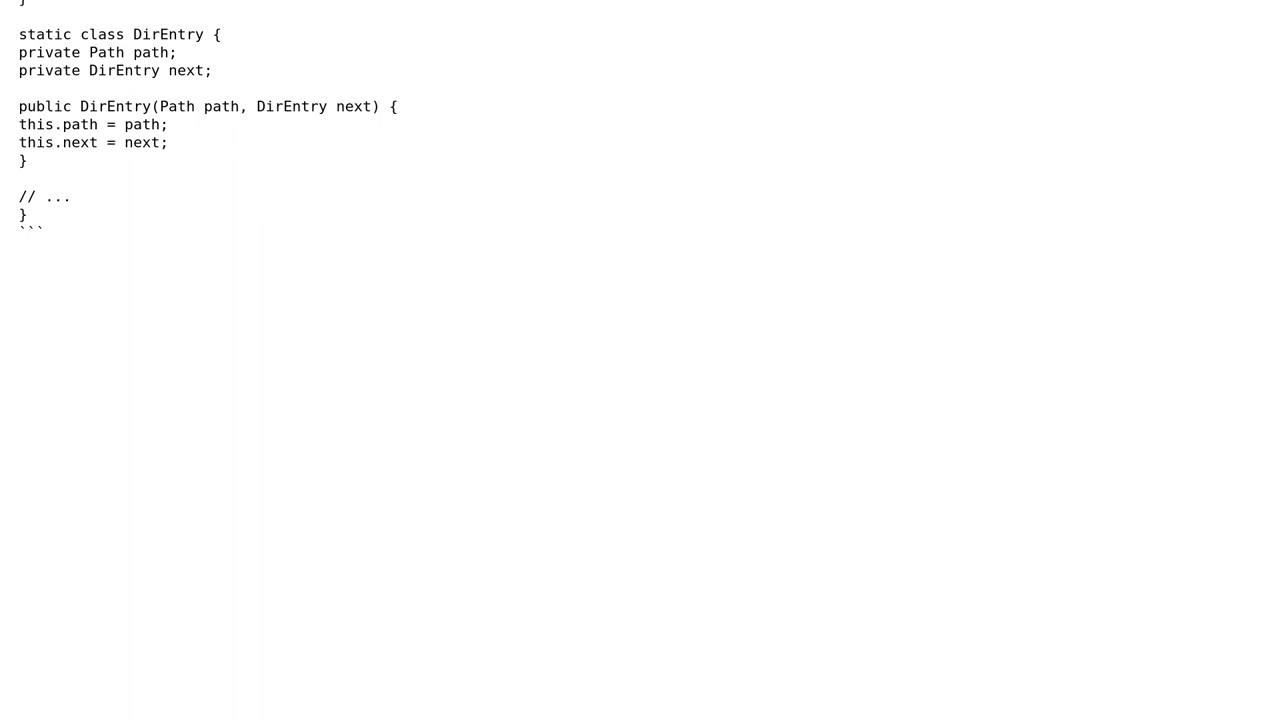 }

static class DirEntry {
private Path path;
private DirEntry next;

public DirEntry(Path path, DirEntry next) {
this.path = path;
this.next = next;
}

// ...
}
```